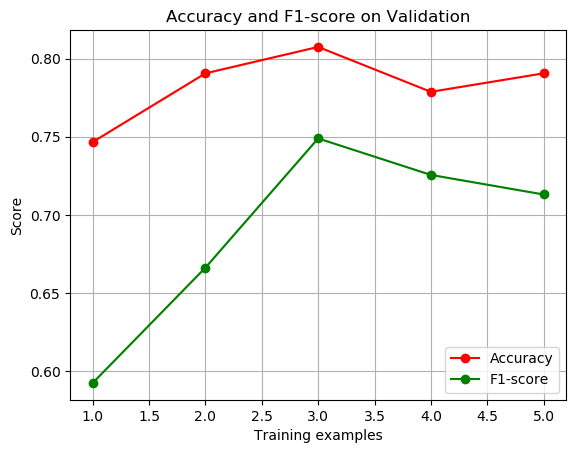 Accuracy and F1-score on Validation
0.80
0.75
0.70
0.65
0.60
Score
Accuracy
F1-score
1.0 1.5 2.0 2.5 3.0 3.5 4.0 4.5 5.0
Training examples